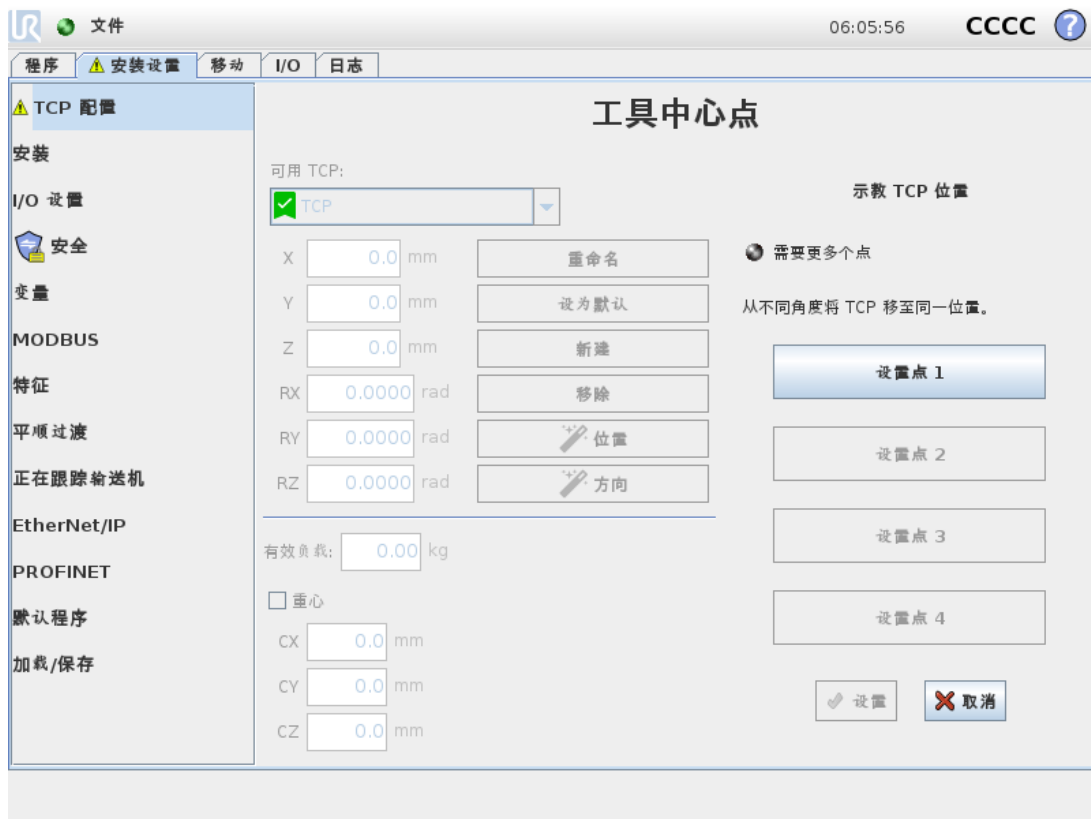 UR 文件 06:05:56 CCCC ?
程序 安装设置 移动 I/O 日志
TCP 配置
安装
I/O 设置
安全
变量
MODBUS
特征
平顺过渡
正在跟踪输送机
EtherNet/IP
PROFINET
默认程序
加载/保存
工具中心点
可用 TCP:
TCP
X 0.0 mm 重命名
Y 0.0 mm 设为默认
Z 0.0 mm 新建
RX 0.0000 rad 移除
RY 0.0000 rad 位置
RZ 0.0000 rad 方向
有效负载: 0.00 kg
重心
CX 0.0 mm
CY 0.0 mm
CZ 0.0 mm
示教 TCP 位置
需要更多个点
从不同角度将 TCP 移至同一位置。
设置点 1
设置点 2
设置点 3
设置点 4
设置 取消